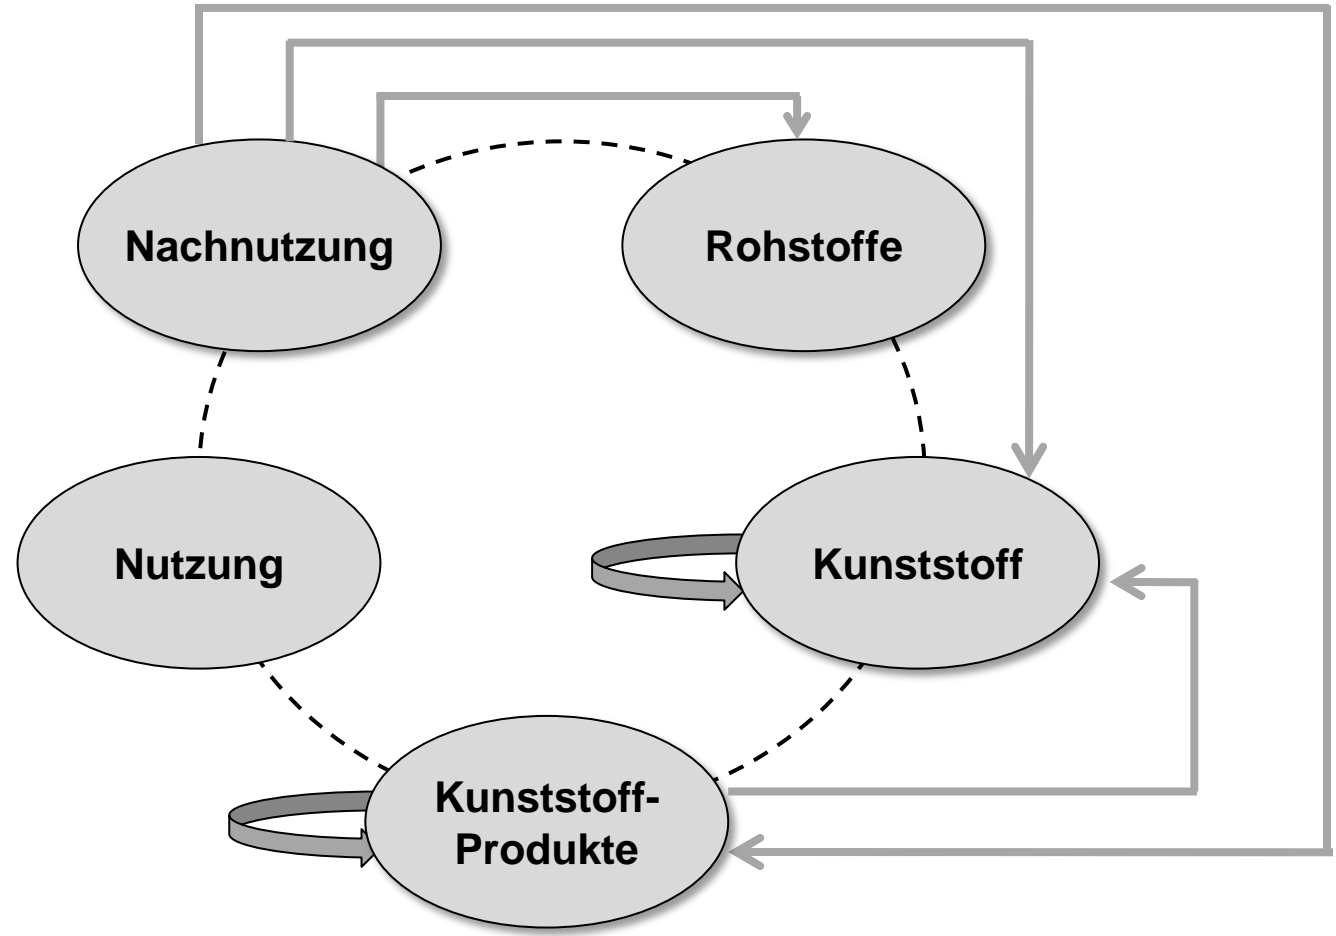 Nachnutzung
Rohstoffe
Nutzung
Kunststoff
Kunststoff-
Produkte